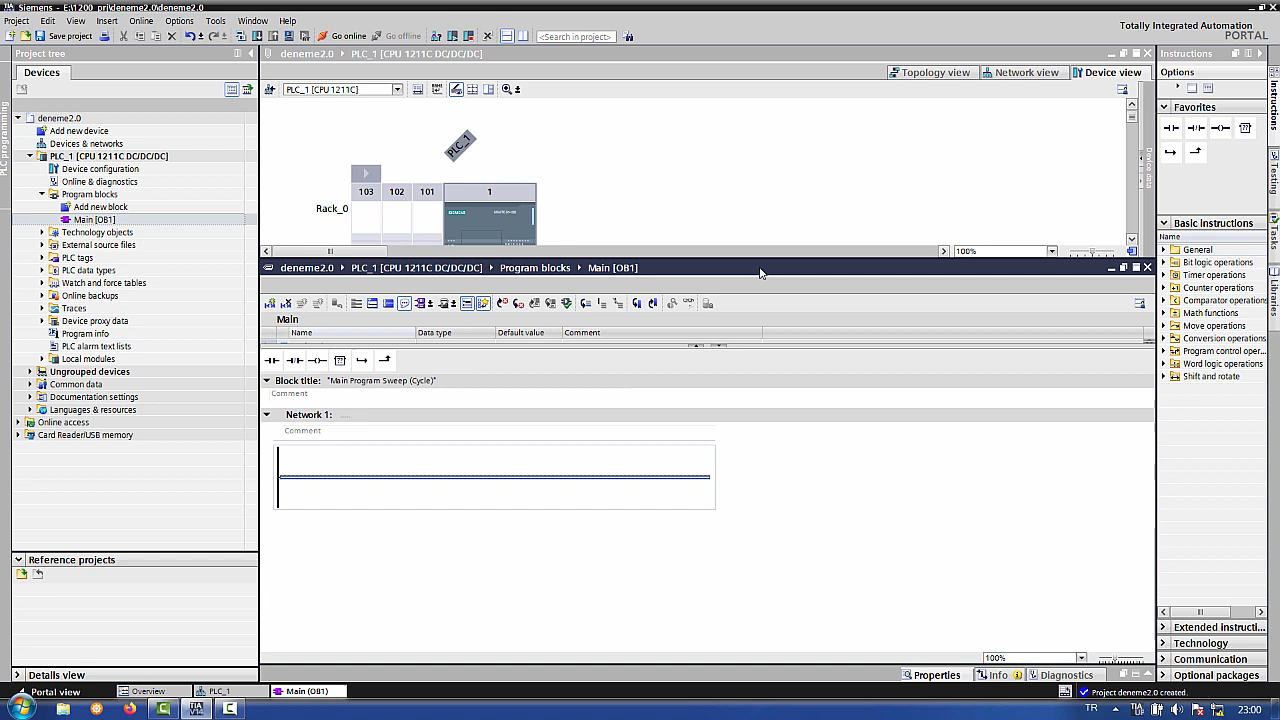 Siemens - E:\1200_prj\deneme2.0\deneme2.0
Project Edit View Insert Online Options Tools Window Help
Totally Integrated Automation
PORTAL
Save project Go online Go offline <Search in project>
Project tree
Devices
deneme2.0
Add new device
Devices & networks
PLC_1 [CPU 1211C DC/DC/DC]
Device configuration
Online & diagnostics
Program blocks
Add new block
Main [OB1]
Technology objects
External source files
PLC tags
PLC data types
Watch and force tables
Online backups
Traces
Device proxy data
Program info
PLC alarm text lists
Local modules
Ungrouped devices
Common data
Documentation settings
Languages & resources
Online access
Card Reader/USB memory
Reference projects
Details view
PLC programming
deneme2.0 PLC_1 [CPU 1211C DC/DC/DC]
Topology view Network view Device view
PLC_1 [CPU 1211C]
PLC_1
103 102 101 1
Rack_0
SIEMENS
100%
Device data
deneme2.0 PLC_1 [CPU 1211C DC/DC/DC] Program blocks Main [OB1]
Main
Name Data type Default value Comment
Block title: "Main Program Sweep (Cycle)"
Comment
Network 1: .....
Comment
100%
Properties Info Diagnostics
Instructions
Options
Favorites
Basic instructions
Name
General
Bit logic operations
Timer operations
Counter operations
Comparator operations
Math functions
Move operations
Conversion operations
Program control oper...
Word logic operations
Shift and rotate
Extended instructi...
Technology
Communication
Optional packages
Instructions
Testing
Tasks
Libraries
Portal view Overview PLC_1 Main (OB1) Project deneme2.0 created.
TR 23:00